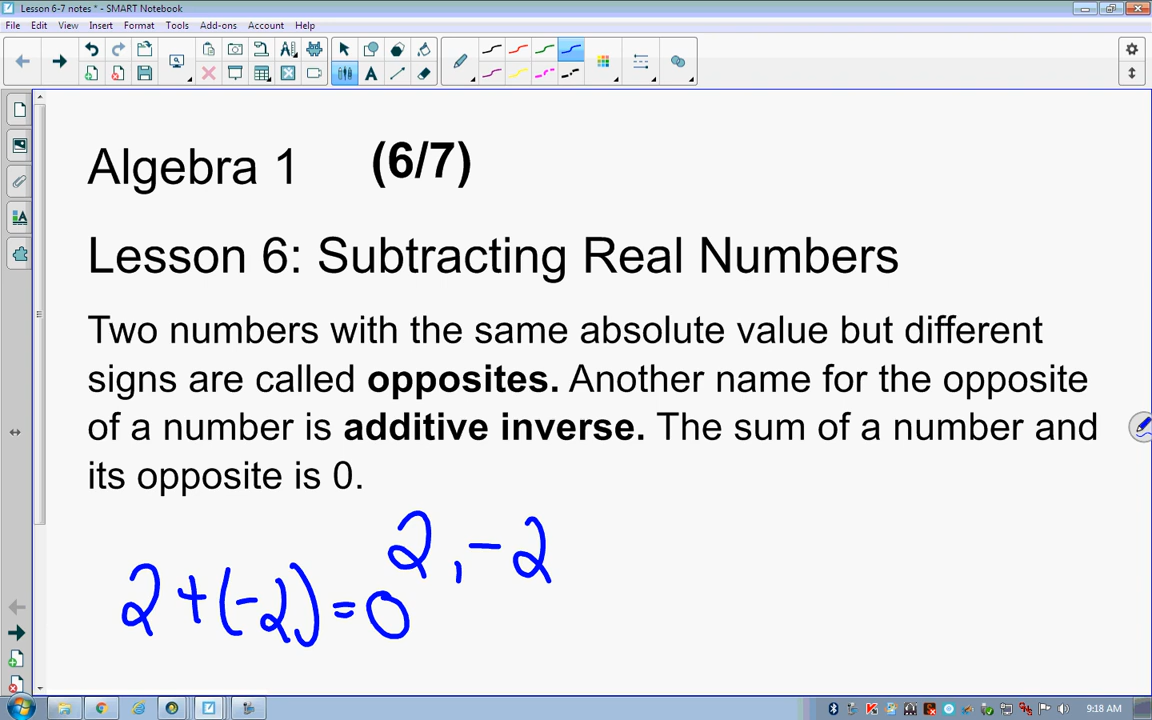 Lesson 6-7 notes * - SMART Notebook
File Edit View Insert Format Tools Add-ons Account Help
Algebra 1 (6/7)
Lesson 6: Subtracting Real Numbers
Two numbers with the same absolute value but different
signs are called opposites. Another name for the opposite
of a number is additive inverse. The sum of a number and
its opposite is 0.
2, -2
2 + (-2) = 0
9:18 AM